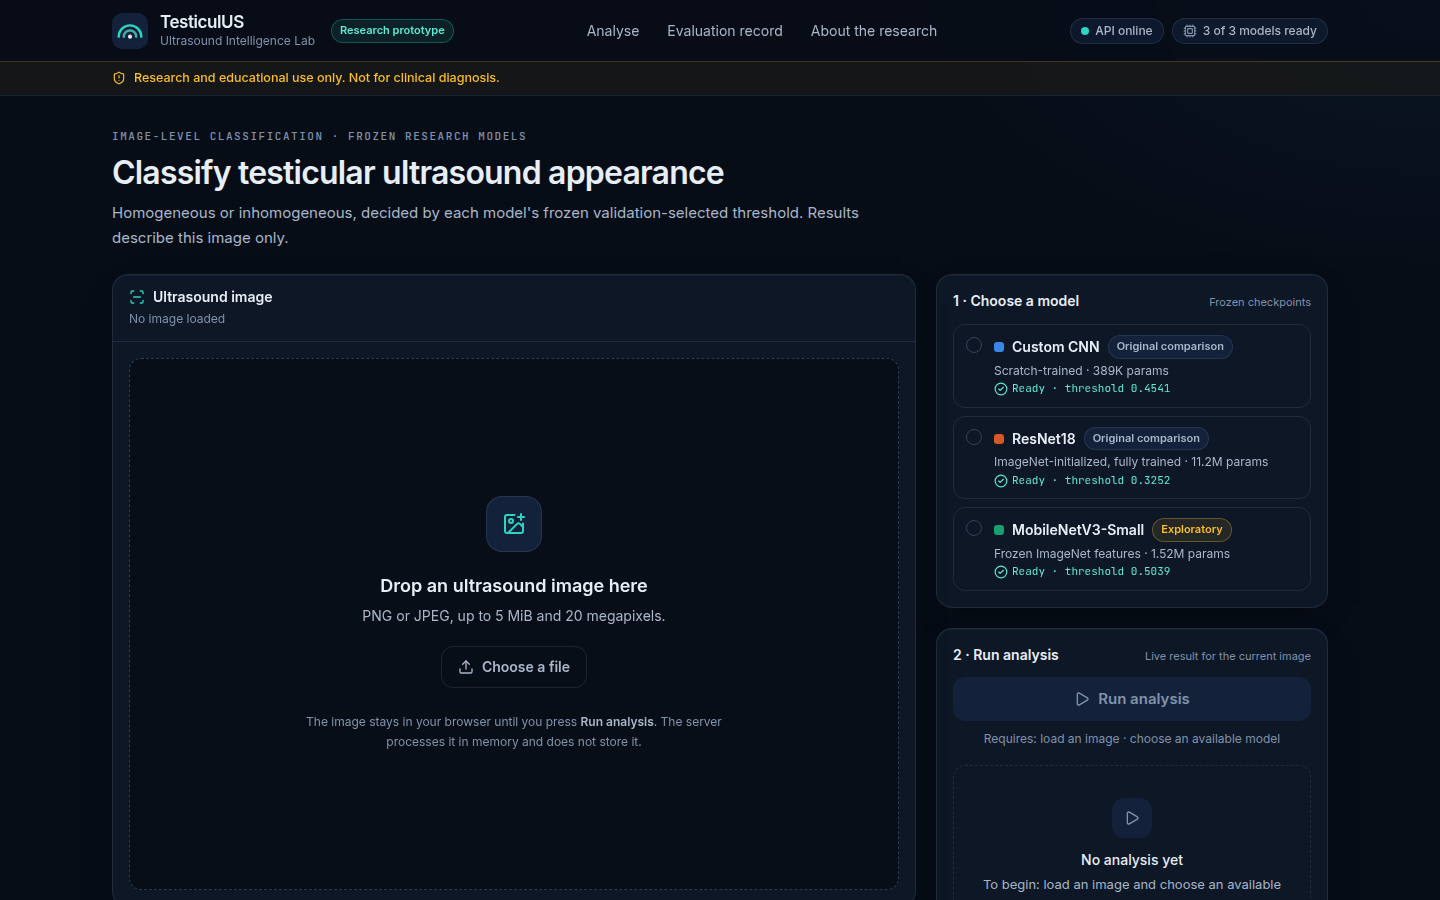 TesticulUS
Ultrasound Intelligence Lab
Research prototype
Analyse
Evaluation record
About the research
API online
3 of 3 models ready
Research and educational use only. Not for clinical diagnosis.
IMAGE-LEVEL CLASSIFICATION · FROZEN RESEARCH MODELS
Classify testicular ultrasound appearance
Homogeneous or inhomogeneous, decided by each model's frozen validation-selected threshold. Results
describe this image only.
Ultrasound image
No image loaded
Drop an ultrasound image here
PNG or JPEG, up to 5 MiB and 20 megapixels.
Choose a file
The image stays in your browser until you press Run analysis. The server
processes it in memory and does not store it.
1 · Choose a model
Frozen checkpoints
Custom CNN
Original comparison
Scratch-trained · 389K params
Ready · threshold 0.4541
ResNet18
Original comparison
ImageNet-initialized, fully trained · 11.2M params
Ready · threshold 0.3252
MobileNetV3-Small
Exploratory
Frozen ImageNet features · 1.52M params
Ready · threshold 0.5039
2 · Run analysis
Live result for the current image
Run analysis
Requires: load an image · choose an available model
No analysis yet
To begin: load an image and choose an available